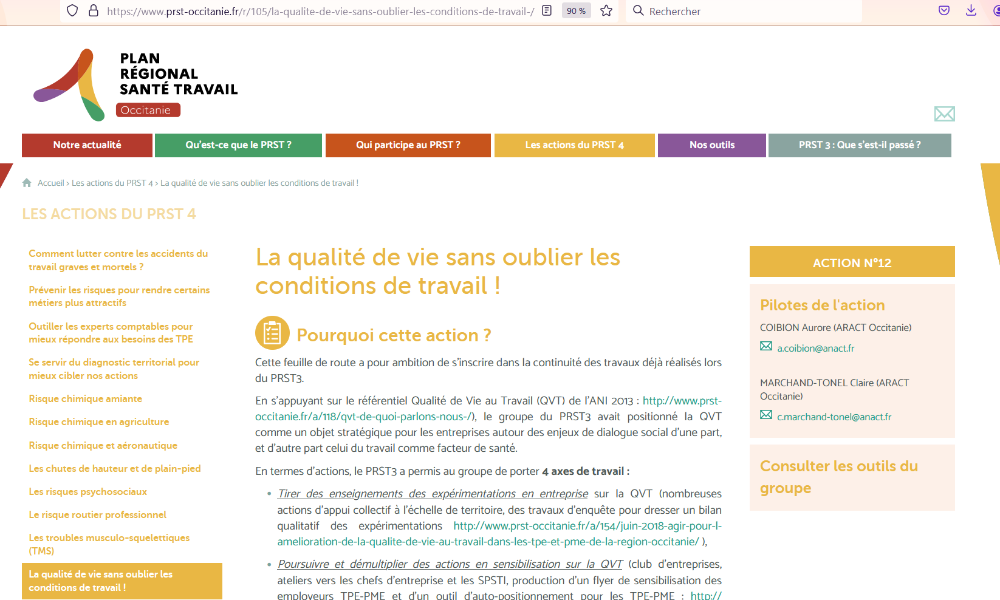 https://www.prst-occitanie.fr/r/105/la-qualite-de-vie-sans-oublier-les-conditions-de-travail-/
90 %
Rechercher
PLAN
RÉGIONAL
SANTÉ TRAVAIL
Occitanie
Notre actualité
Qu'est-ce que le PRST ?
Qui participe au PRST ?
Les actions du PRST 4
Nos outils
PRST 3 : Que s'est-il passé ?
Accueil > Les actions du PRST 4 > La qualité de vie sans oublier les conditions de travail !
LES ACTIONS DU PRST 4
Comment lutter contre les accidents du
travail graves et mortels ?
Prévenir les risques pour rendre certains
métiers plus attractifs
Outiller les experts comptables pour
mieux répondre aux besoins des TPE
Se servir du diagnostic territorial pour
mieux cibler nos actions
Risque chimique amiante
Risque chimique en agriculture
Risque chimique et aéronautique
Les chutes de hauteur et de plain-pied
Les risques psychosociaux
Le risque routier professionnel
Les troubles musculo-squelettiques
(TMS)
La qualité de vie sans oublier les
conditions de travail !
La qualité de vie sans oublier les
conditions de travail !
Pourquoi cette action ?
Cette feuille de route a pour ambition de s'inscrire dans la continuité des travaux déjà réalisés lors
du PRST3.
En s'appuyant sur le référentiel Qualité de Vie au Travail (QVT) de l'ANI 2013 : http://www.prst-
occitanie.fr/a/118/qvt-de-quoi-parlons-nous-/), le groupe du PRST3 avait positionné la QVT
comme un objet stratégique pour les entreprises autour des enjeux de dialogue social d'une part,
et d'autre part celui du travail comme facteur de santé.
En termes d'actions, le PRST3 a permis au groupe de porter 4 axes de travail :
• Tirer des enseignements des expérimentations en entreprise sur la QVT (nombreuses
actions d'appui collectif à l'échelle de territoire, des travaux d'enquête pour dresser un bilan
qualitatif des expérimentations http://www.prst-occitanie.fr/a/154/juin-2018-agir-pour-l-
amelioration-de-la-qualite-de-vie-au-travail-dans-les-tpe-et-pme-de-la-region-occitanie/ ),
• Poursuivre et démultiplier des actions en sensibilisation sur la QVT (club d'entreprises,
ateliers vers les chefs d'entreprise et les SPSTI, production d'un flyer de sensibilisation des
employeurs TPE-PME et d'un outil d'auto-positionnement pour les TPE-PME : http://
ACTION N°12
Pilotes de l'action
COIBION Aurore (ARACT Occitanie)
a.coibion@anact.fr
MARCHAND-TONEL Claire (ARACT
Occitanie)
c.marchand-tonel@anact.fr
Consulter les outils du
groupe